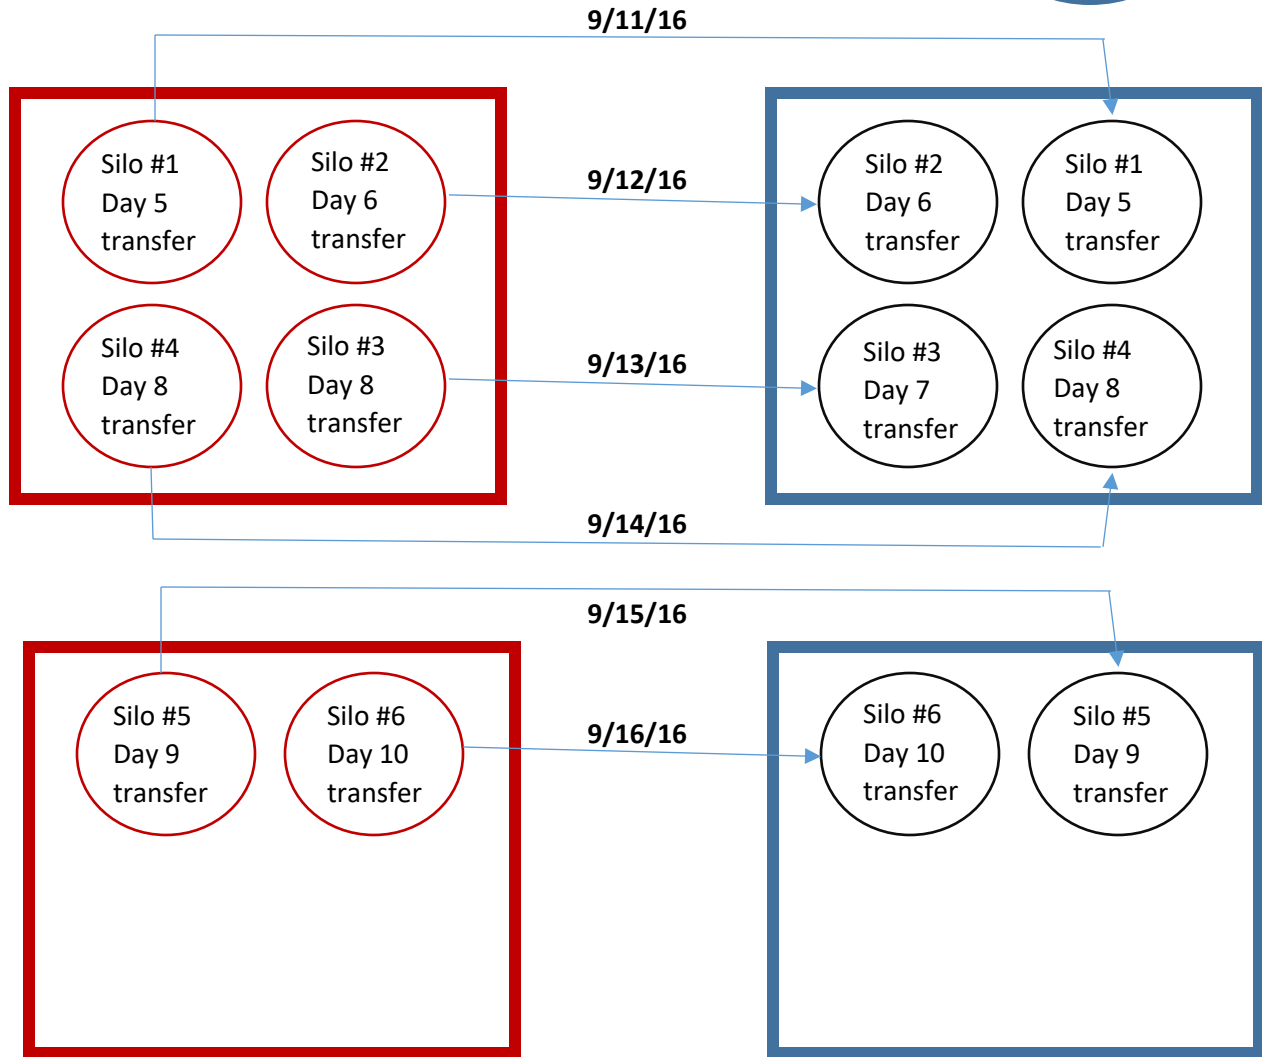 9/11/16
Silo #1
Day 5
transfer
Silo #2
Day 6
transfer
9/12/16
Silo #2
Day 6
transfer
Silo #1
Day 5
transfer
Silo #4
Day 8
transfer
Silo #3
Day 8
transfer
9/13/16
Silo #3
Day 7
transfer
Silo #4
Day 8
transfer
9/14/16
9/15/16
Silo #5
Day 9
transfer
Silo #6
Day 10
transfer
9/16/16
Silo #6
Day 10
transfer
Silo #5
Day 9
transfer